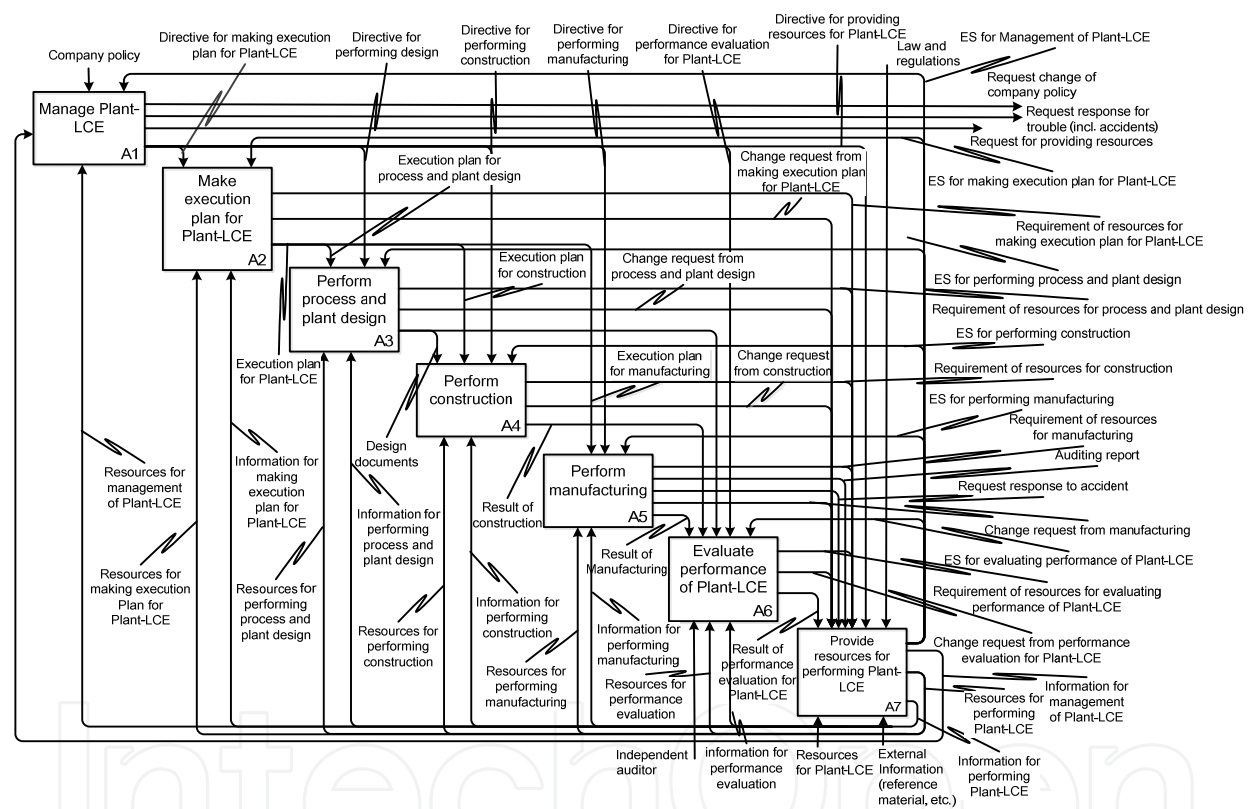 Company policy
Directive for making execution
plan for Plant-LCE
Directive for
performing design
Directive for
performing
construction
Directive for
performing
manufacturing
Directive for
performance evaluation
for Plant-LCE
Directive for providing
resources for Plant-LCE
Law and
regulations
ES for Management of Plant-LCE
Request change of
company policy
Request response for
trouble (incl. accidents)
Request for providing resources
Manage Plant-
LCE
A1
Make
execution
plan for
Plant-LCE
A2
Execution plan for
process and plant design
Change request from
making execution plan
for Plant-LCE
ES for making execution plan for Plant-LCE
Requirement of resources for
making execution plan for Plant-LCE
Perform
process and
plant design
A3
Execution plan
for construction
Change request from
process and plant design
ES for performing process and plant design
Requirement of resources for process and plant design
Execution plan
for Plant-LCE
ES for performing construction
Perform
construction
A4
Execution plan
for manufacturing
Change request
from construction
Requirement of resources for construction
ES for performing manufacturing
Requirement of resources
for manufacturing
Auditing report
Request response to accident
Change request from manufacturing
Design
documents
Resources for
management
of Plant-LCE
Information for
making
execution
plan for
Plant-LCE
Perform
manufacturing
A5
Result of
construction
Information for
performing
process and
plant design
Result of
Manufacturing
Evaluate
performance
of Plant-LCE
A6
ES for evaluating performance of Plant-LCE
Requirement of resources for evaluating
performance of Plant-LCE
Change request from performance
evaluation for Plant-LCE
Resources for
making execution
Plan for
Plant-LCE
Resources for
performing
process and
plant design
Resources for
performing
construction
Information for
performing
construction
Resources for
performing
manufacturing
Information for
performing
manufacturing
Resources for
performance
evaluation
Result of
performance
evaluation for
Plant-LCE
Provide
resources for
performing Plant-
LCE
A7
Resources for
performing
Plant-LCE
Information for
management
of Plant-LCE
Independent
auditor
information for
performance
evaluation
Resources
for Plant-LCE
External
Information
(reference
material, etc.)
Information for
performing
Plant-LCE
IntechOpen